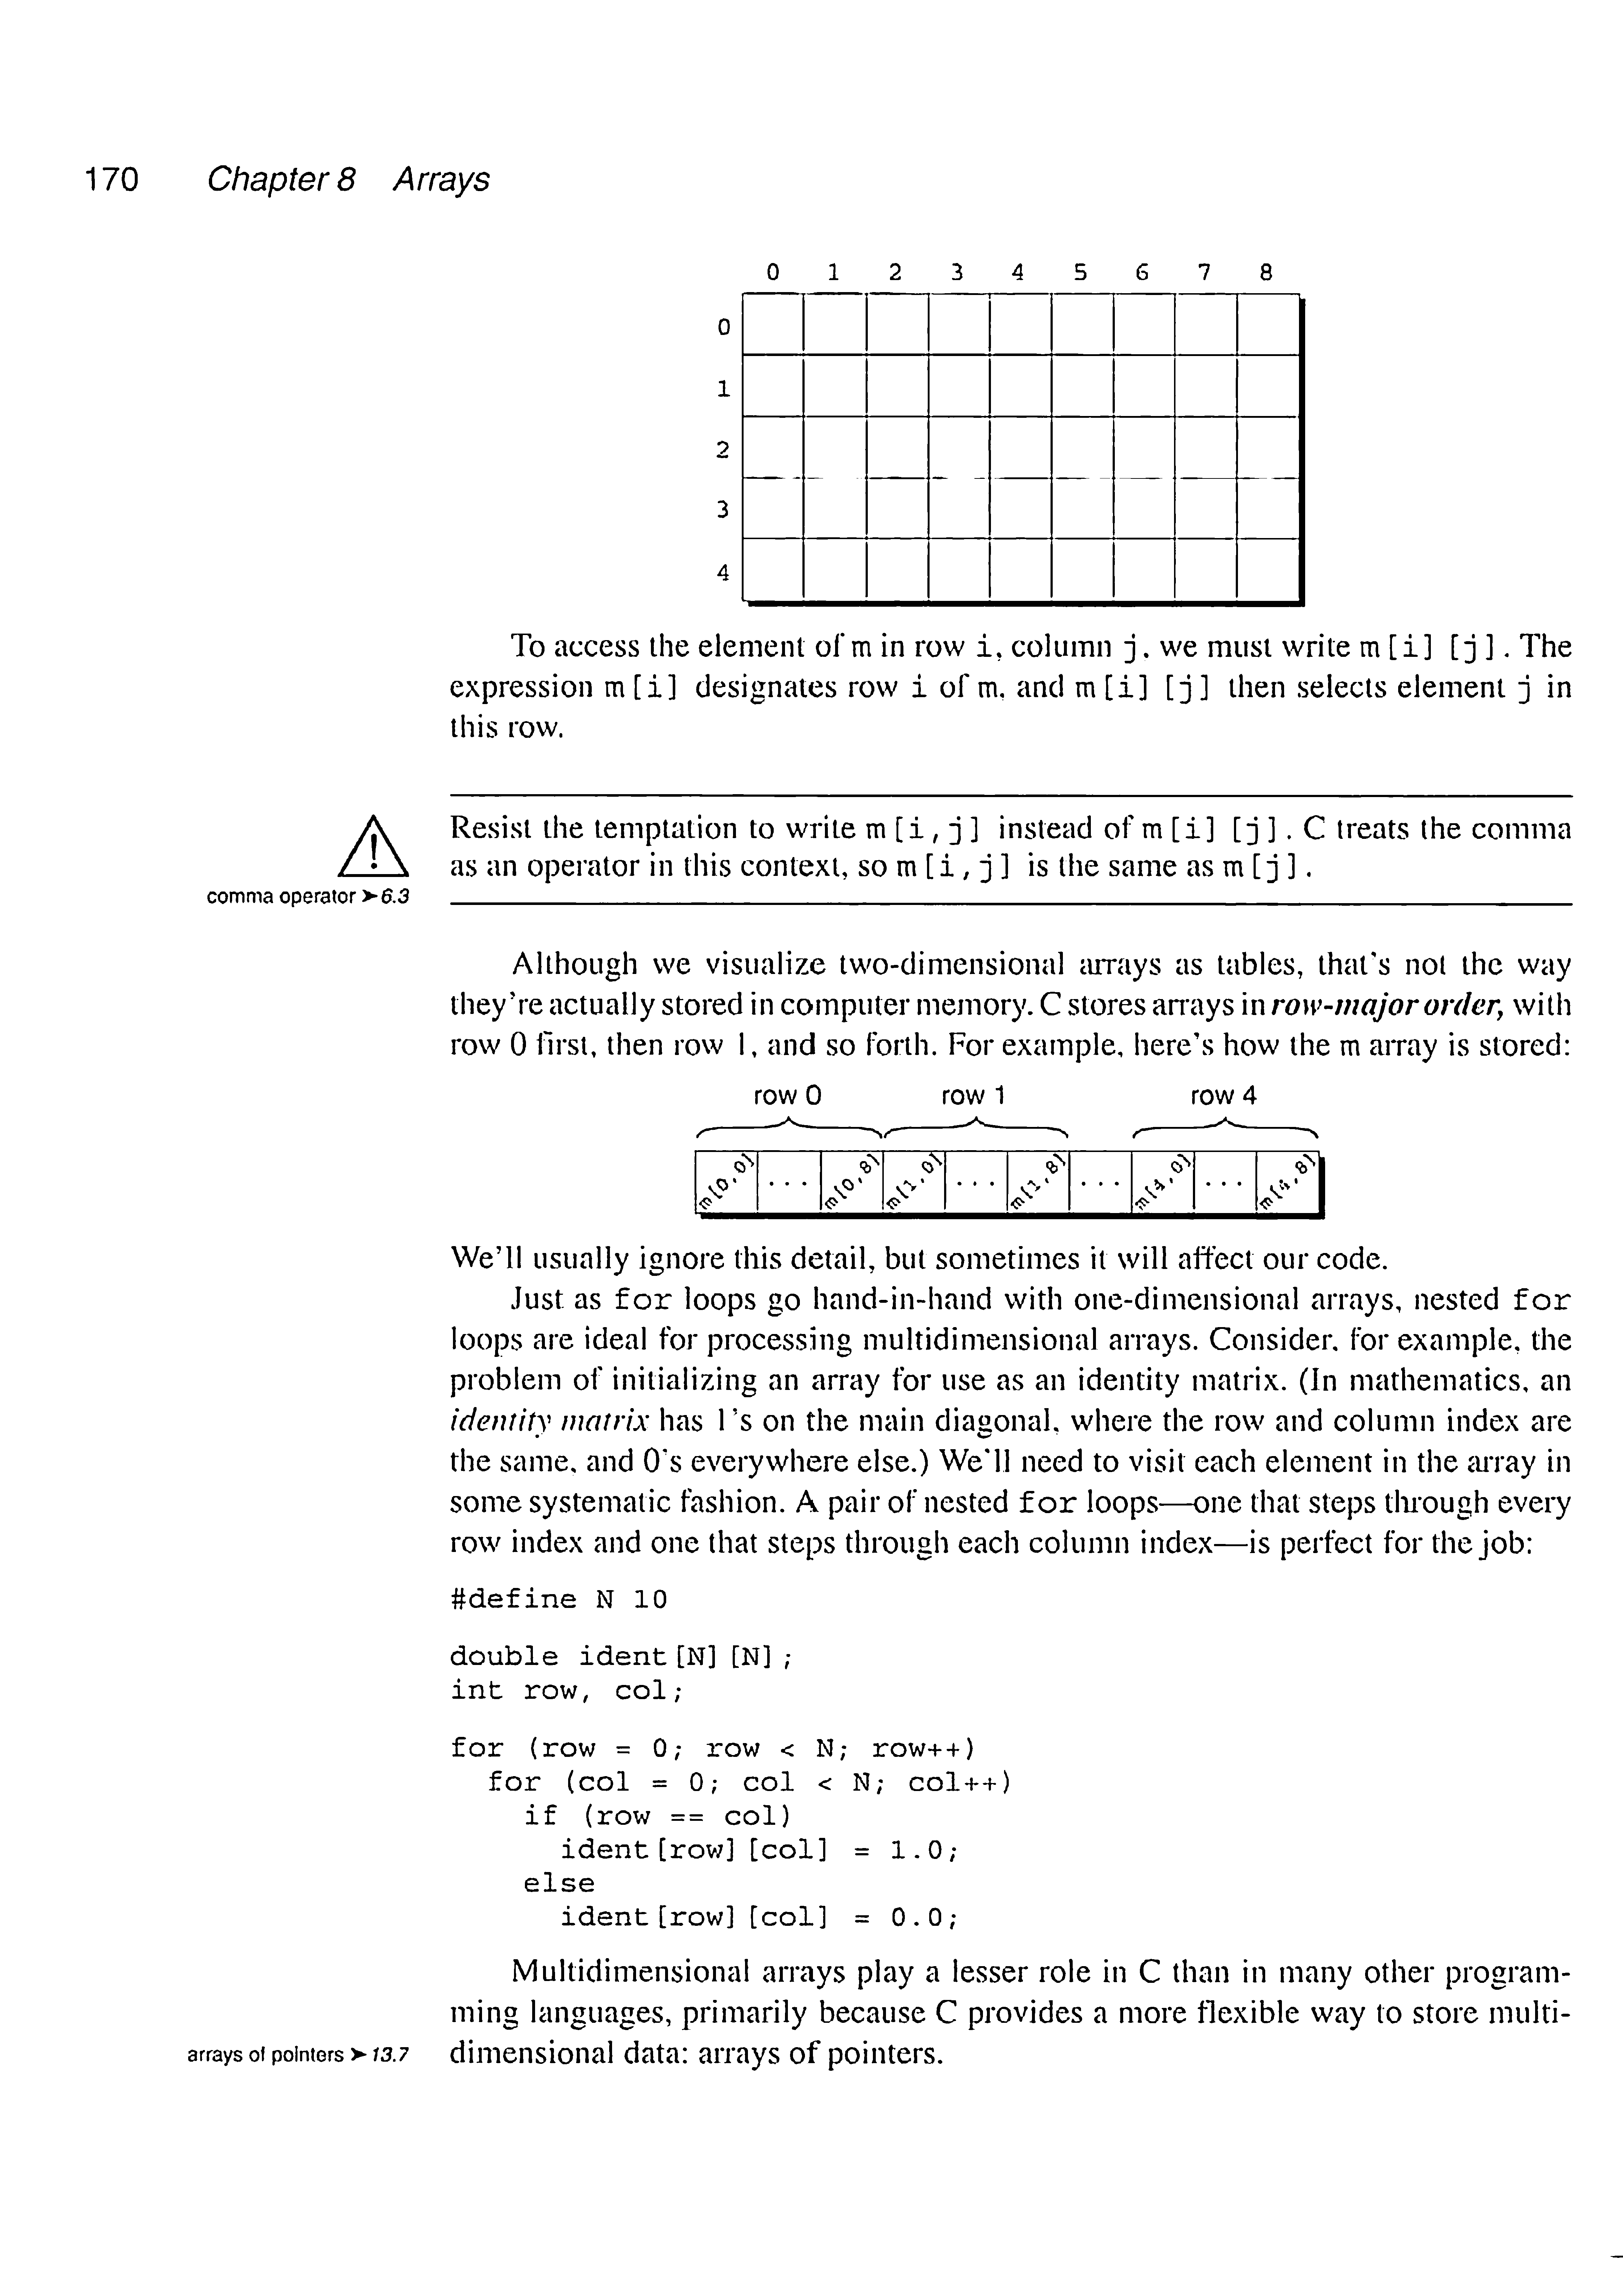 170 Chapter 8 Arrays
0 1 2 3 4 5 6 7 8
0
1
2
3
4
To access the element of m in row i, column j, we must write m[i][j]. The
expression m[i] designates row i of m, and m[i][j] then selects element j in
this row.
Resist the temptation to write m[i,j] instead of m[i][j]. C treats the comma
as an operator in this context, so m[i,j] is the same as m[j].
comma operator ➤ 6.3
Although we visualize two-dimensional arrays as tables, that's not the way
they're actually stored in computer memory. C stores arrays in row-major order, with
row 0 first, then row 1, and so forth. For example, here's how the m array is stored:
row 0 row 1 row 4
m[0,0] ... m[0,8] m[1,0] ... m[1,8] ... m[4,0] ... m[4,8]
We'll usually ignore this detail, but sometimes it will affect our code.
Just as for loops go hand-in-hand with one-dimensional arrays, nested for
loops are ideal for processing multidimensional arrays. Consider, for example, the
problem of initializing an array for use as an identity matrix. (In mathematics, an
identity matrix has 1's on the main diagonal, where the row and column index are
the same, and 0's everywhere else.) We'll need to visit each element in the array in
some systematic fashion. A pair of nested for loops—one that steps through every
row index and one that steps through each column index—is perfect for the job:
#define N 10
double ident[N][N];
int row, col;
for (row = 0; row < N; row++)
  for (col = 0; col < N; col++)
    if (row == col)
      ident[row][col] = 1.0;
    else
      ident[row][col] = 0.0;
Multidimensional arrays play a lesser role in C than in many other program-
ming languages, primarily because C provides a more flexible way to store multi-
arrays of pointers ➤ 13.7 dimensional data: arrays of pointers.